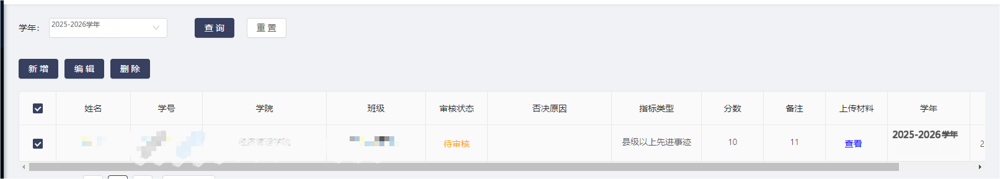 学年： 2025-2026学年 查 询 重 置
新 增 编 辑 删 除
姓名 学号 学院 班级 审核状态 否决原因 指标类型 分数 备注 上传材料 学年
经济管理学院 待审核 县级以上先进事迹 10 11 查看 2025-2026学年 2